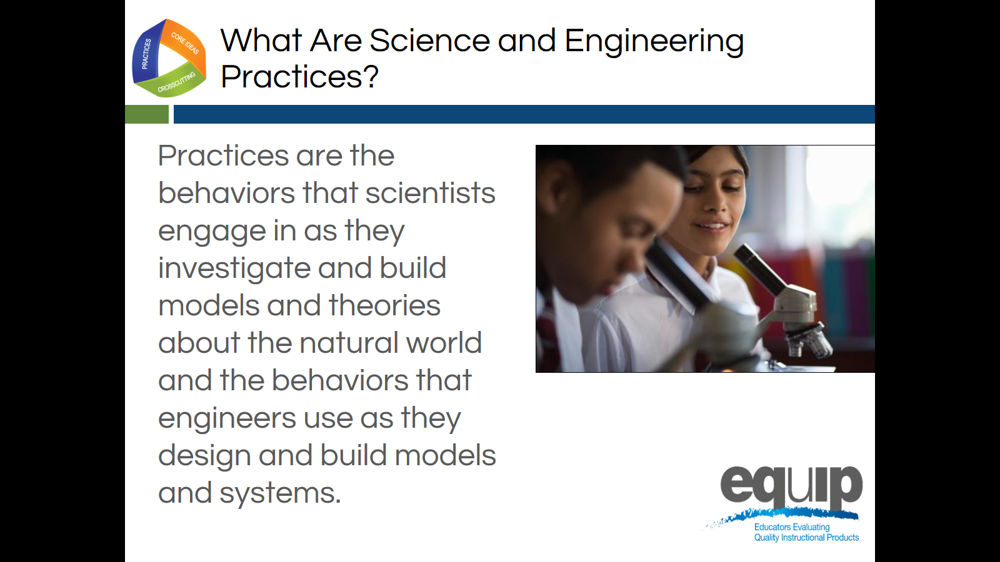 PRACTICES
CORE IDEAS
CROSSCUTTING
What Are Science and Engineering
Practices?
Practices are the
behaviors that scientists
engage in as they
investigate and build
models and theories
about the natural world
and the behaviors that
engineers use as they
design and build models
and systems.
equip
Educators Evaluating
Quality Instructional Products